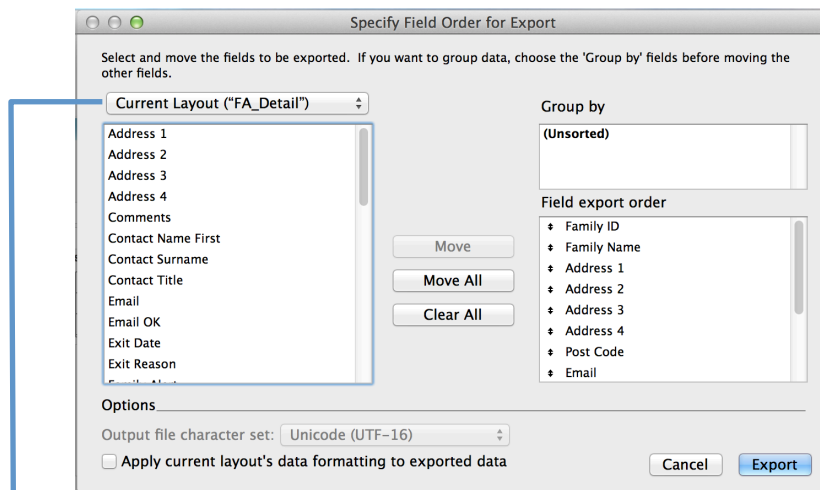 Specify Field Order for Export
Select and move the fields to be exported.  If you want to group data, choose the 'Group by' fields before moving the
other fields.
Current Layout (“FA_Detail”)
Address 1
Address 2
Address 3
Address 4
Comments
Contact Name First
Contact Surname
Contact Title
Email
Email OK
Exit Date
Exit Reason
Move
Move All
Clear All
Group by
(Unsorted)
Field export order
Family ID
Family Name
Address 1
Address 2
Address 3
Address 4
Post Code
Email
Options
Output file character set:
Unicode (UTF-16)
Apply current layout's data formatting to exported data
Cancel
Export